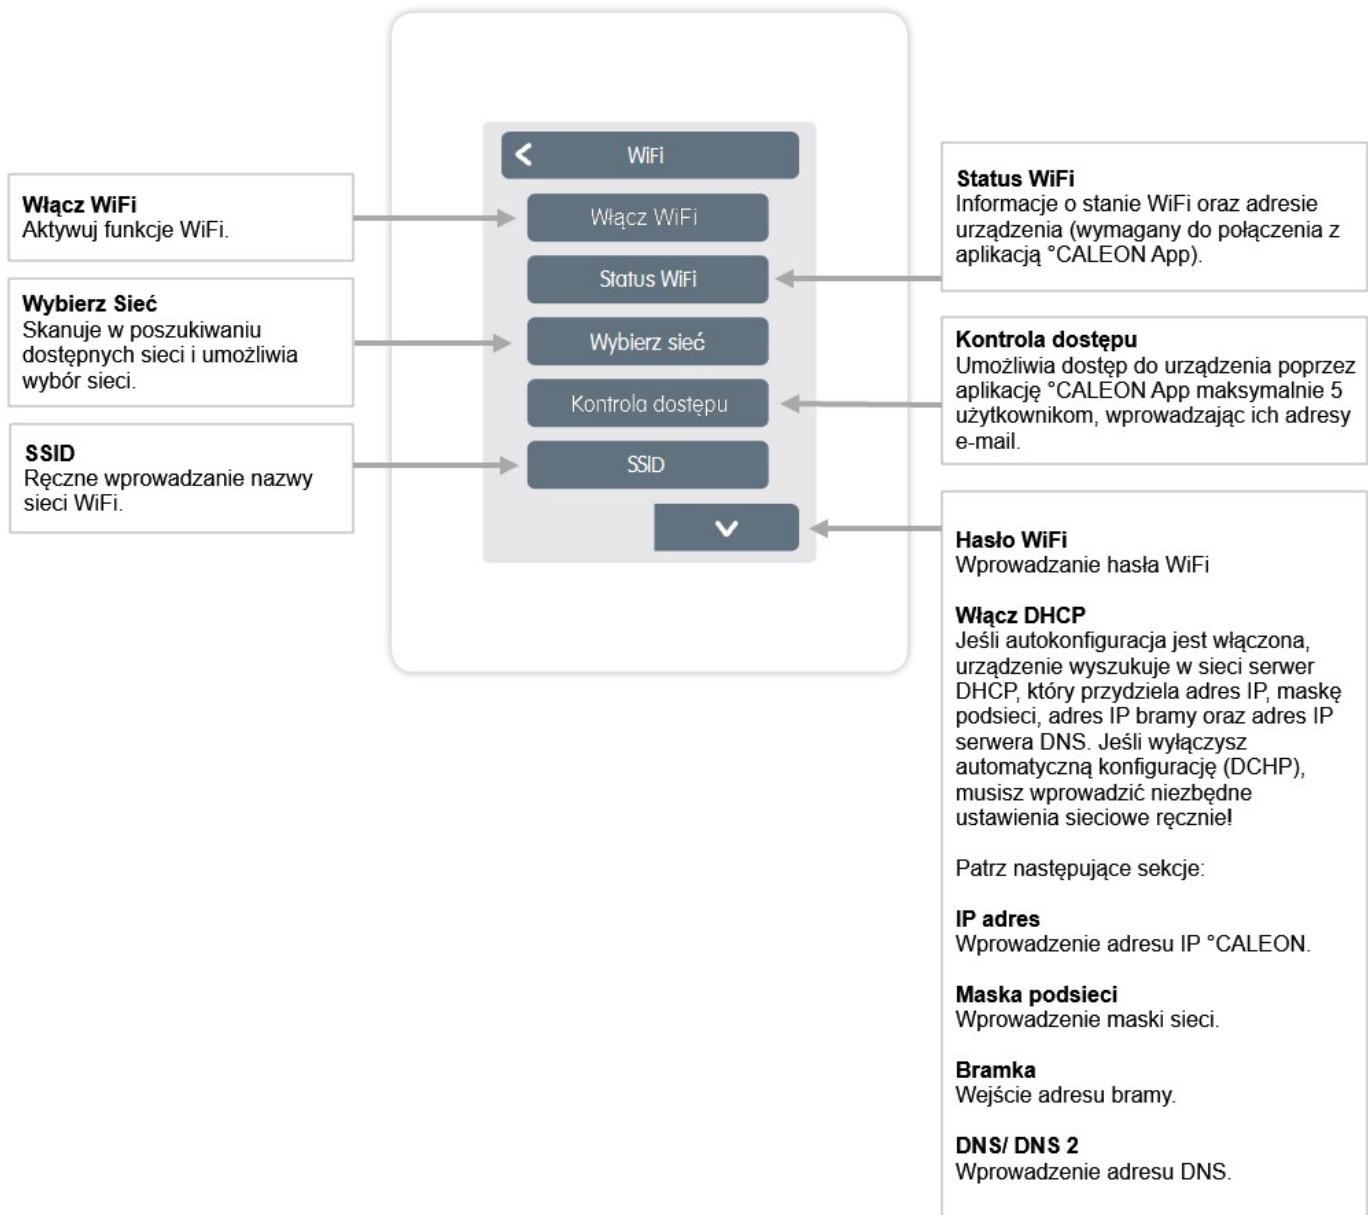 WiFi
Włącz WiFi
Status WiFi
Wybierz sieć
Kontrola dostępu
SSID
Włącz WiFi
Aktywuj funkcje WiFi.
Wybierz Sieć
Skanuje w poszukiwaniu
dostępnych sieci i umożliwia
wybór sieci.
SSID
Ręczne wprowadzanie nazwy
sieci WiFi.
Status WiFi
Informacje o stanie WiFi oraz adresie
urządzenia (wymagany do połączenia z
aplikacją °CALEON App).
Kontrola dostępu
Umożliwia dostęp do urządzenia poprzez
aplikację °CALEON App maksymalnie 5
użytkownikom, wprowadzając ich adresy
e-mail.
Hasło WiFi
Wprowadzanie hasła WiFi
Włącz DHCP
Jeśli autokonfiguracja jest włączona,
urządzenie wyszukuje w sieci serwer
DHCP, który przydziela adres IP, maskę
podsieci, adres IP bramy oraz adres IP
serwera DNS. Jeśli wyłączysz
automatyczną konfigurację (DCHP),
musisz wprowadzić niezbędne
ustawienia sieciowe ręcznie!
Patrz następujące sekcje:
IP adres
Wprowadzenie adresu IP °CALEON.
Maska podsieci
Wprowadzenie maski sieci.
Bramka
Wejście adresu bramy.
DNS/ DNS 2
Wprowadzenie adresu DNS.